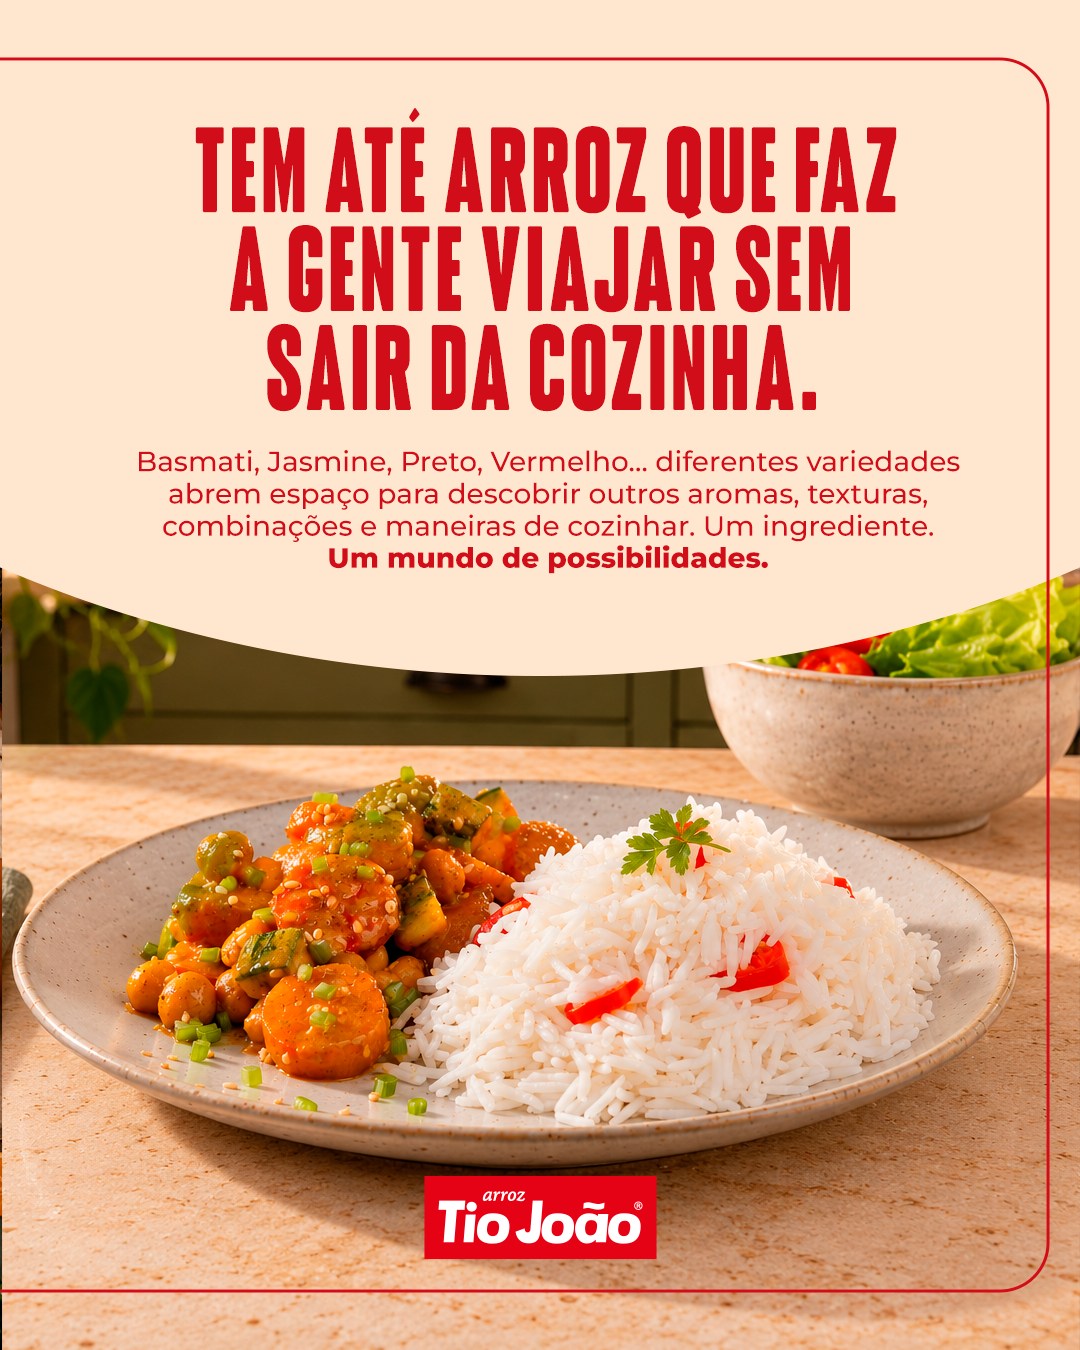 TEM ATÉ ARROZ QUE FAZ
A GENTE VIAJAR SEM
SAIR DA COZINHA.
Basmati, Jasmine, Preto, Vermelho... diferentes variedades
abrem espaço para descobrir outros aromas, texturas,
combinações e maneiras de cozinhar. Um ingrediente.
Um mundo de possibilidades.
arroz
Tio João®